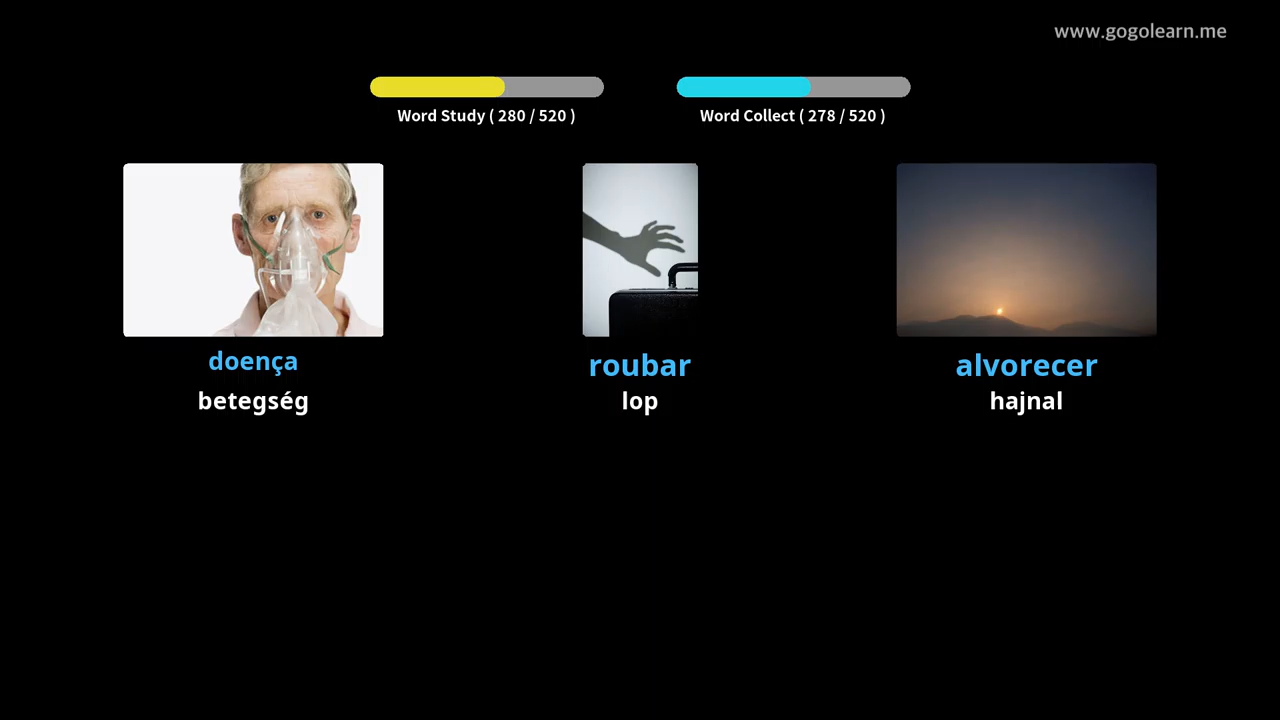 www.gogolearn.me
Word Study ( 280 / 520 )
Word Collect ( 278 / 520 )
doença
betegség
roubar
lop
alvorecer
hajnal